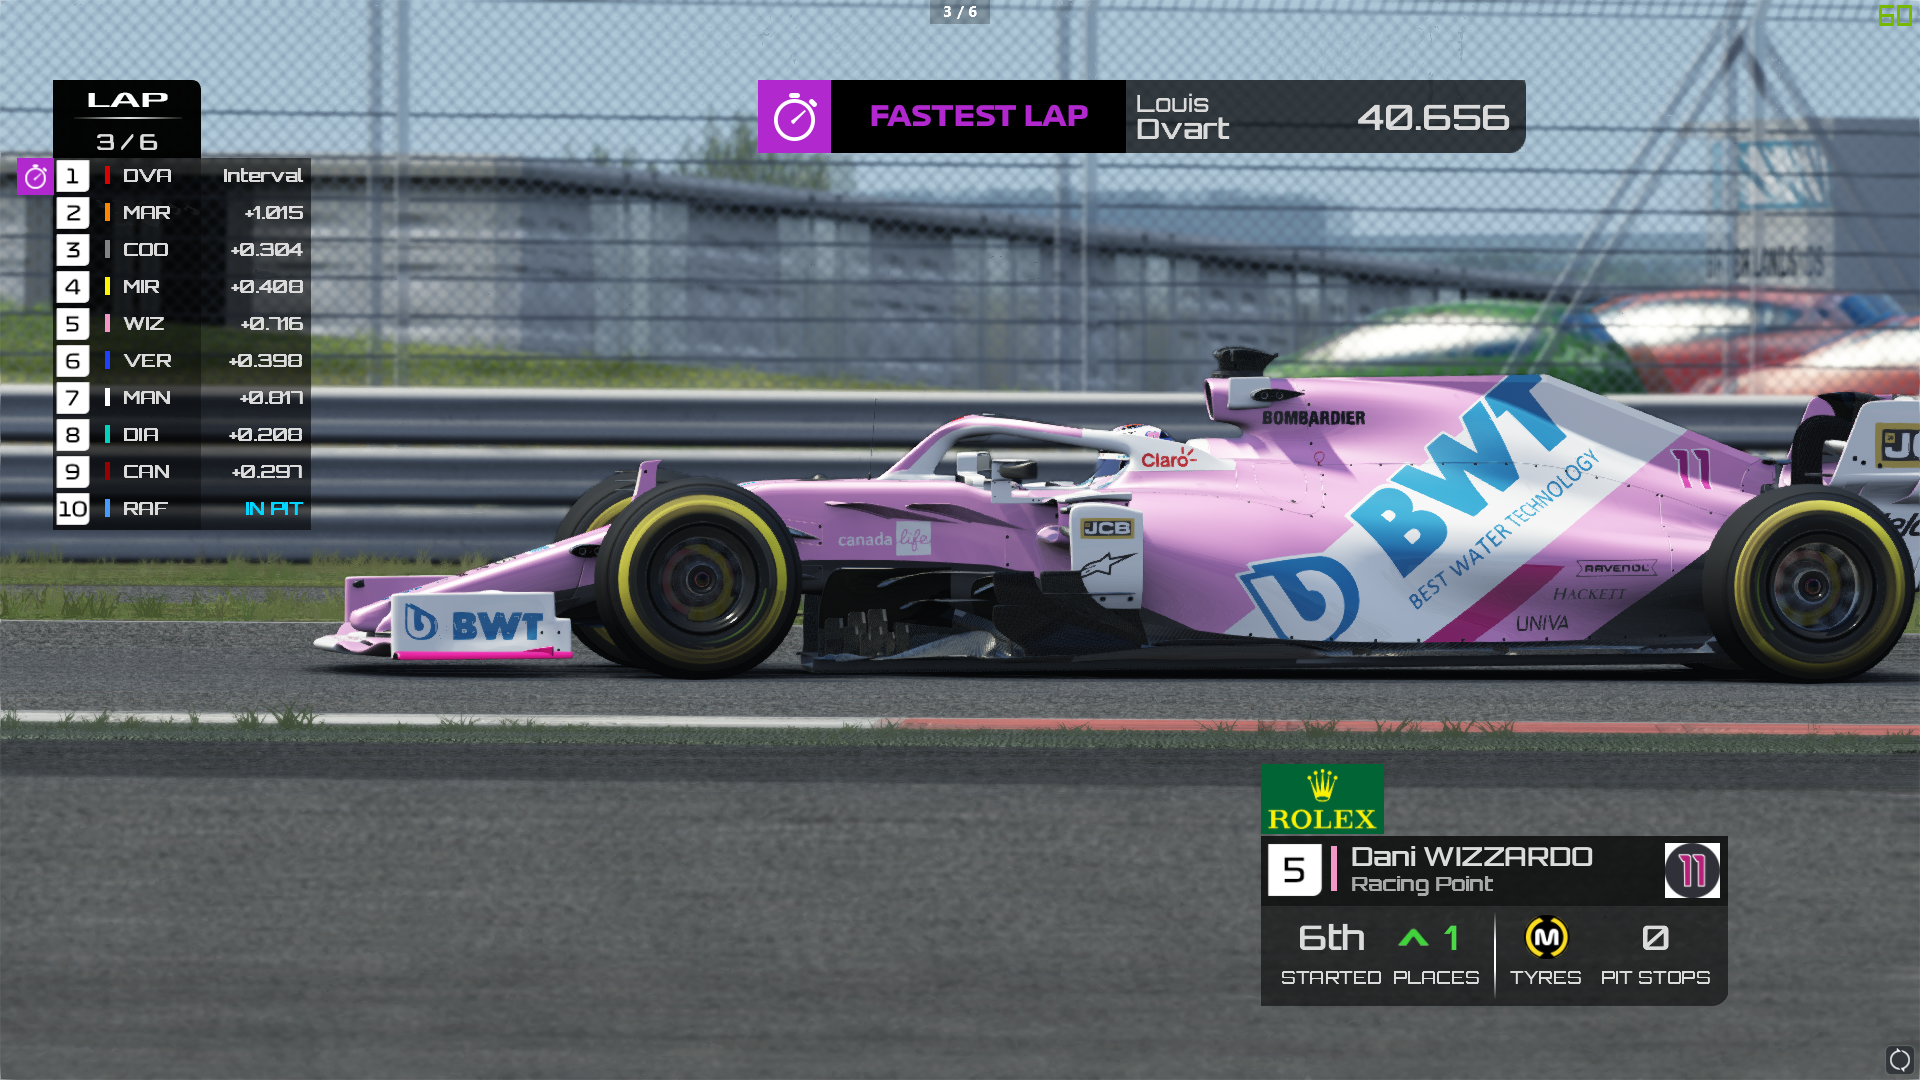 3 / 6
60
LAP
3/6
1 DVA Interval
2 MAR +1.015
3 COO +0.304
4 MIR +0.408
5 WIZ +0.716
6 VER +0.398
7 MAN +0.817
8 DIA +0.208
9 CAN +0.297
10 RAF IN PIT
FASTEST LAP
Louis
Dvart
40.656
BOMBARDIER
Claro
BWT
BEST WATER TECHNOLOGY
11
JCB
canada life
BWT
RAVENOL
HACKETT
UNIVA
ROLEX
5
Dani WIZZARDO
Racing Point
11
6th 1 M 0
STARTED PLACES TYRES PIT STOPS